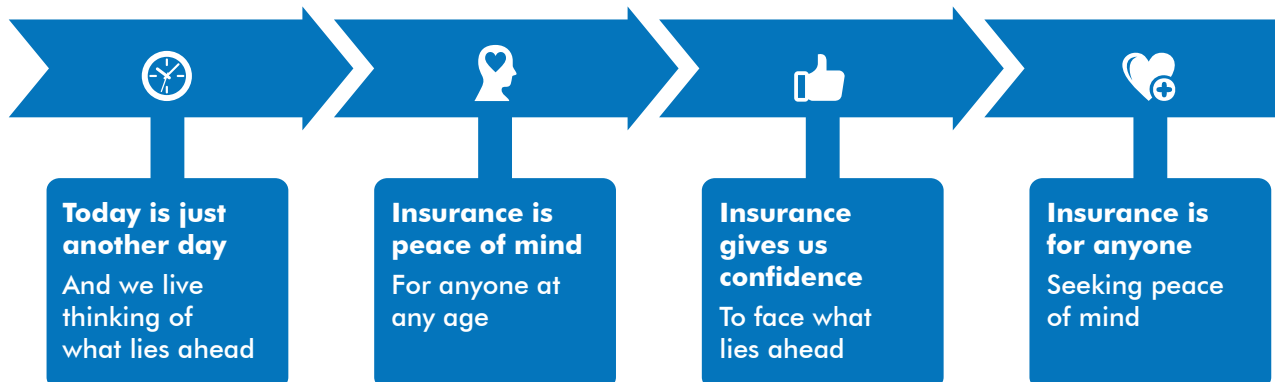 Today is just
another day
And we live
thinking of
what lies ahead
Insurance is
peace of mind
For anyone at
any age
Insurance
gives us
confidence
To face what
lies ahead
Insurance is
for anyone
Seeking peace
of mind